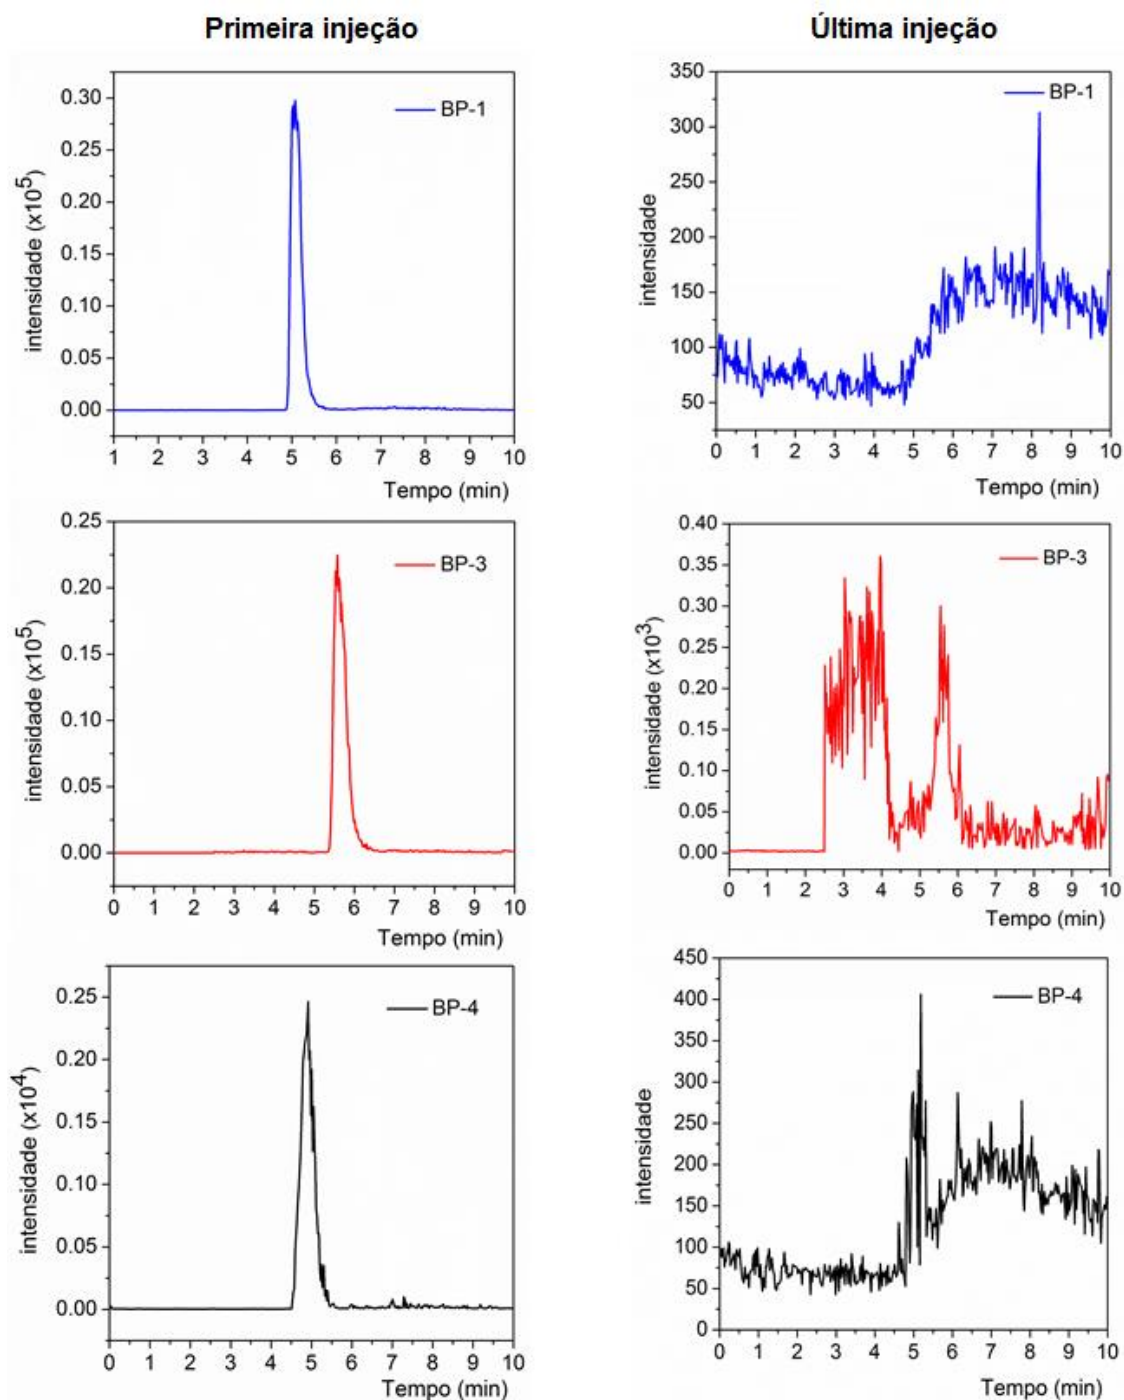 Primeira injeção
Última injeção
BP-1
intensidade (x10^5)
0.30
0.25
0.20
0.15
0.10
0.05
0.00
1 2 3 4 5 6 7 8 9 10
Tempo (min)
BP-1
intensidade
350
300
250
200
150
100
50
0 1 2 3 4 5 6 7 8 9 10
Tempo (min)
BP-3
intensidade (x10^5)
0.25
0.20
0.15
0.10
0.05
0.00
0 1 2 3 4 5 6 7 8 9 10
Tempo (min)
BP-3
intensidade (x10^3)
0.40
0.35
0.30
0.25
0.20
0.15
0.10
0.05
0.00
0 1 2 3 4 5 6 7 8 9 10
Tempo (min)
BP-4
intensidade (x10^4)
0.25
0.20
0.15
0.10
0.05
0.00
0 1 2 3 4 5 6 7 8 9 10
Tempo (min)
BP-4
intensidade
450
400
350
300
250
200
150
100
50
0
0 1 2 3 4 5 6 7 8 9 10
Tempo (min)